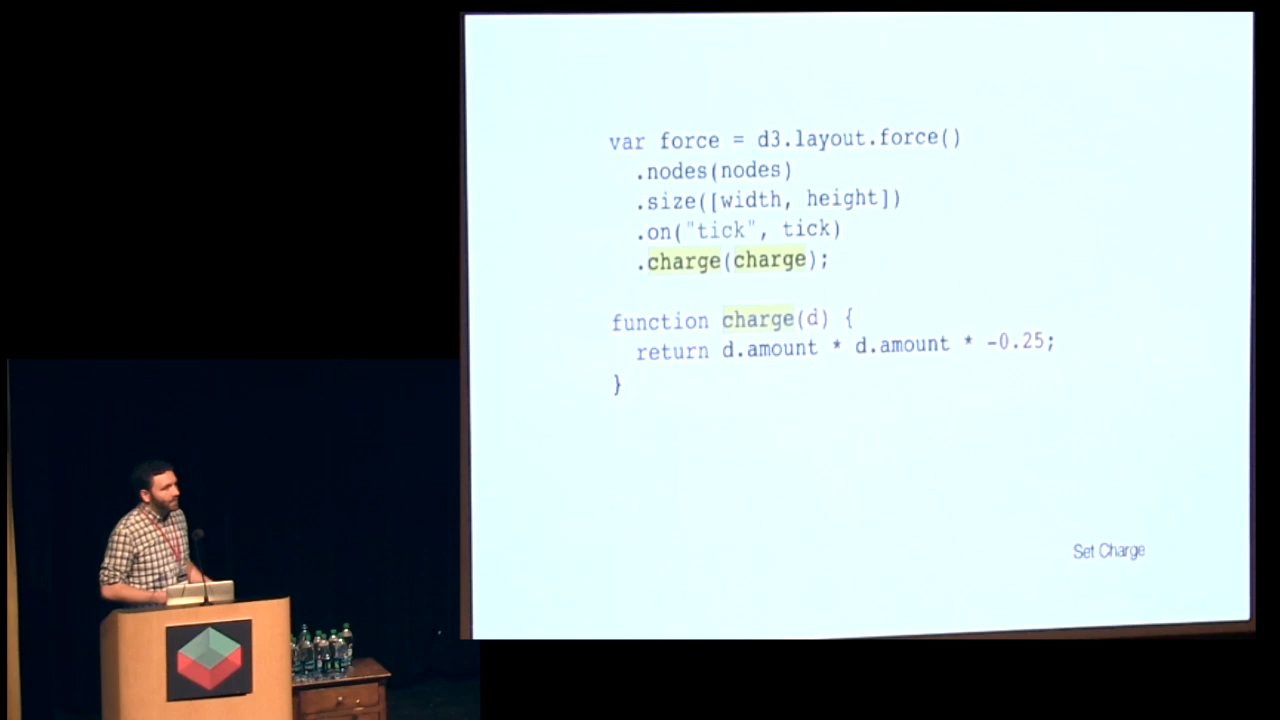 var force = d3.layout.force()
.nodes(nodes)
.size([width, height])
.on("tick", tick)
.charge(charge);
function charge(d) {
return d.amount * d.amount * -0.25;
}
Set Charge